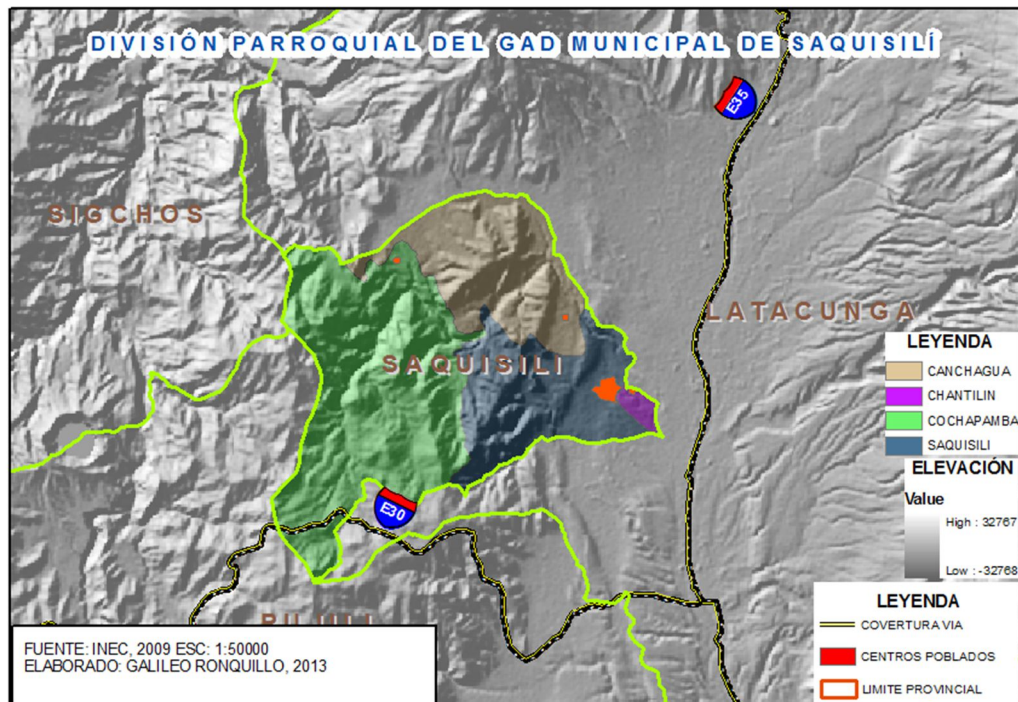 DIVISIÓN PARROQUIAL DEL GAD MUNICIPAL DE SAQUISILÍ
E35
SIGCHOS
LATACUNGA
SAQUISILÍ
LEYENDA
CANCHAGUA
CHANTILIN
COCHAPAMBA
SAQUISILI
ELEVACIÓN
Value
High : 32767
Low : -32768
E30
LEYENDA
COVERTURA VIA
CENTROS POBLADOS
LIMITE PROVINCIAL
FUENTE: INEC, 2009 ESC: 1:50000
ELABORADO: GALILEO RONQUILLO, 2013